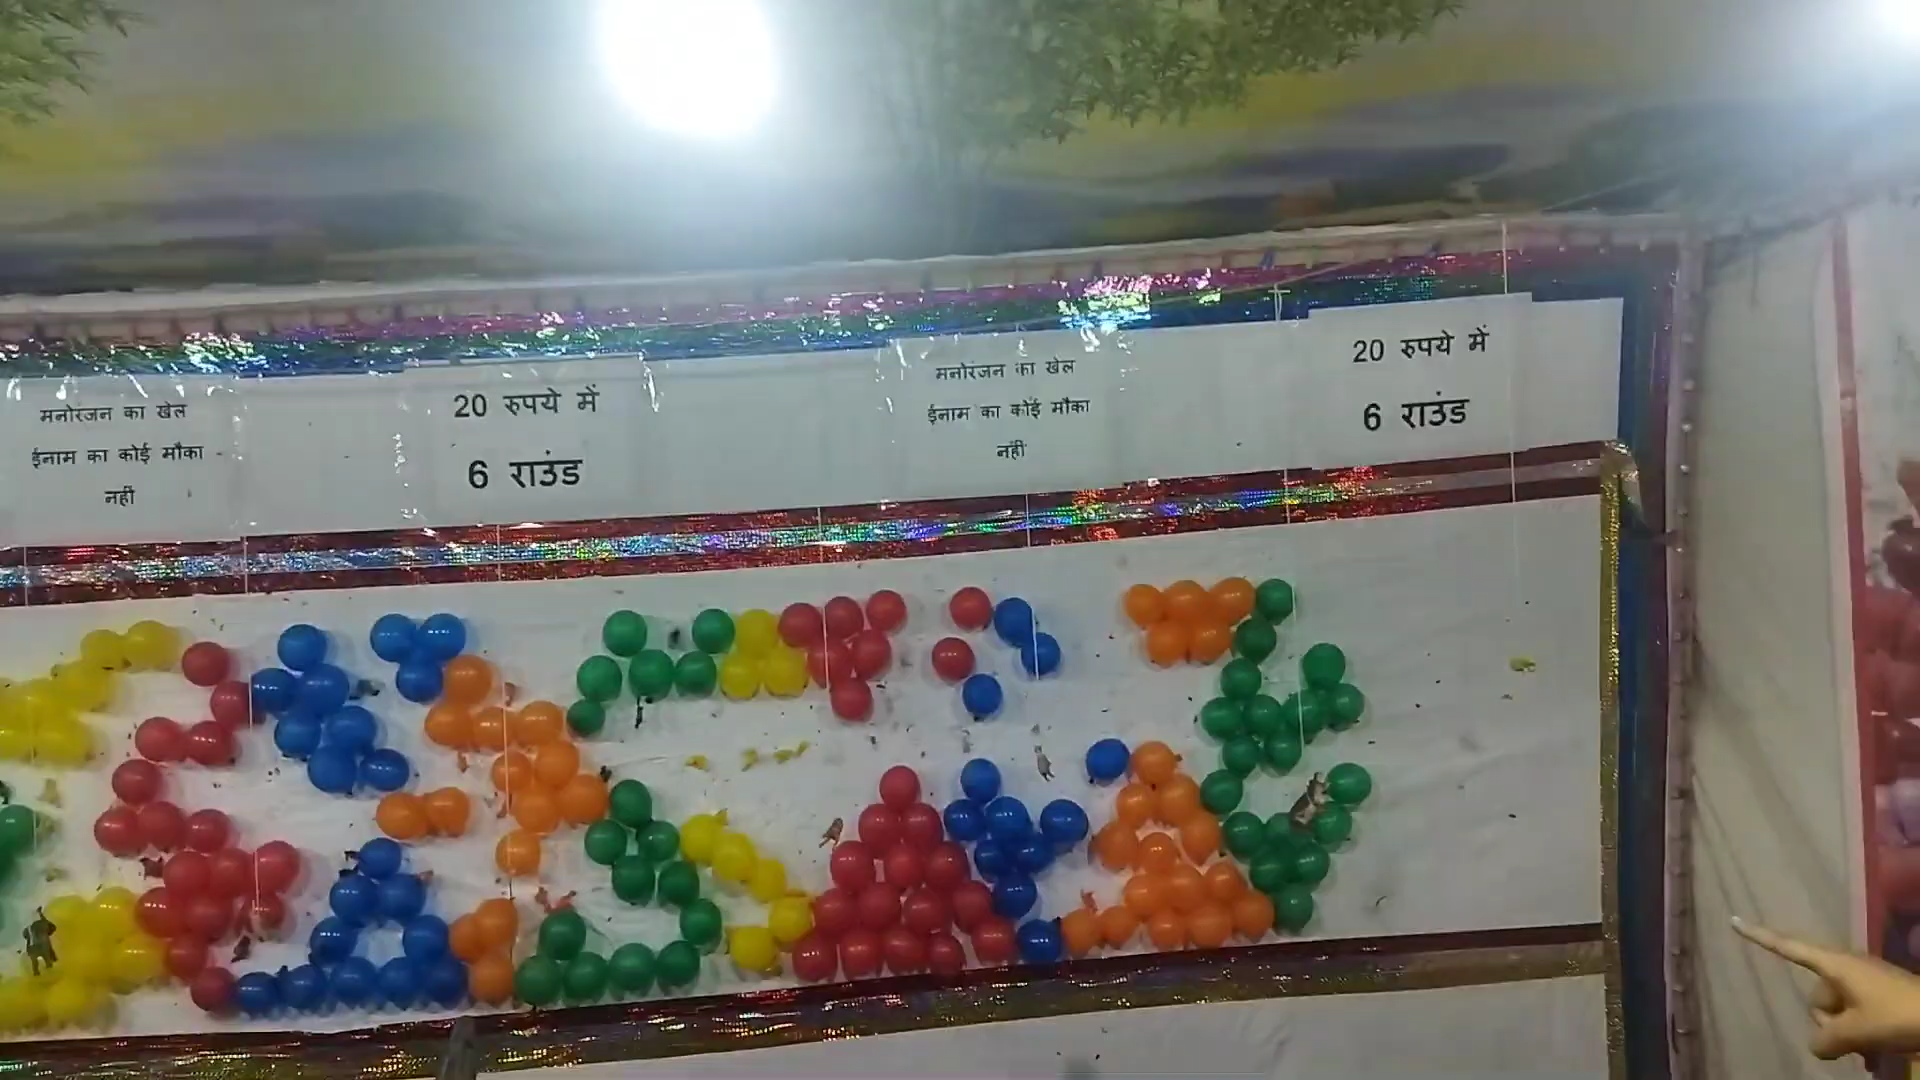 मनोरंजन का खेल
ईनाम का कोई मौका
नहीं
20 रुपये में
6 राउंड
मनोरंजन का खेल
ईनाम का कोई मौका
नहीं
20 रुपये में
6 राउंड